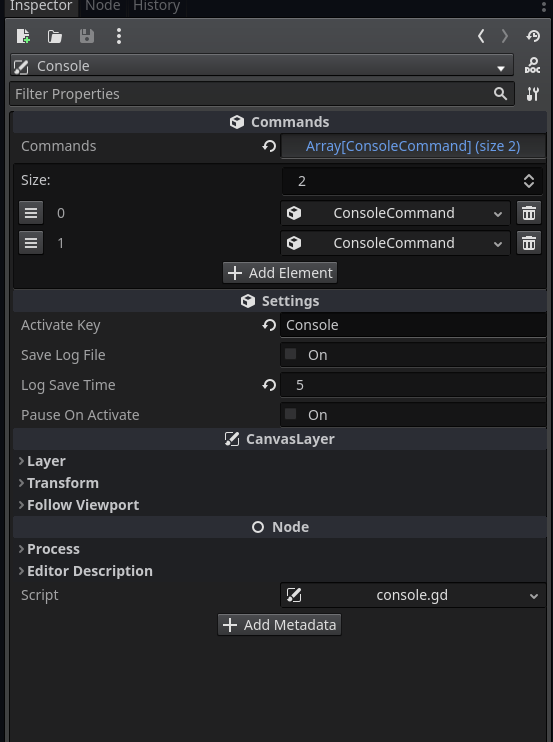 Inspector Node History
Console
DOC
Filter Properties
Commands
Commands Array[ConsoleCommand] (size 2)
Size: 2
0 ConsoleCommand
1 ConsoleCommand
Add Element
Settings
Activate Key Console
Save Log File On
Log Save Time 5
Pause On Activate On
CanvasLayer
Layer
Transform
Follow Viewport
Node
Process
Editor Description
Script console.gd
Add Metadata